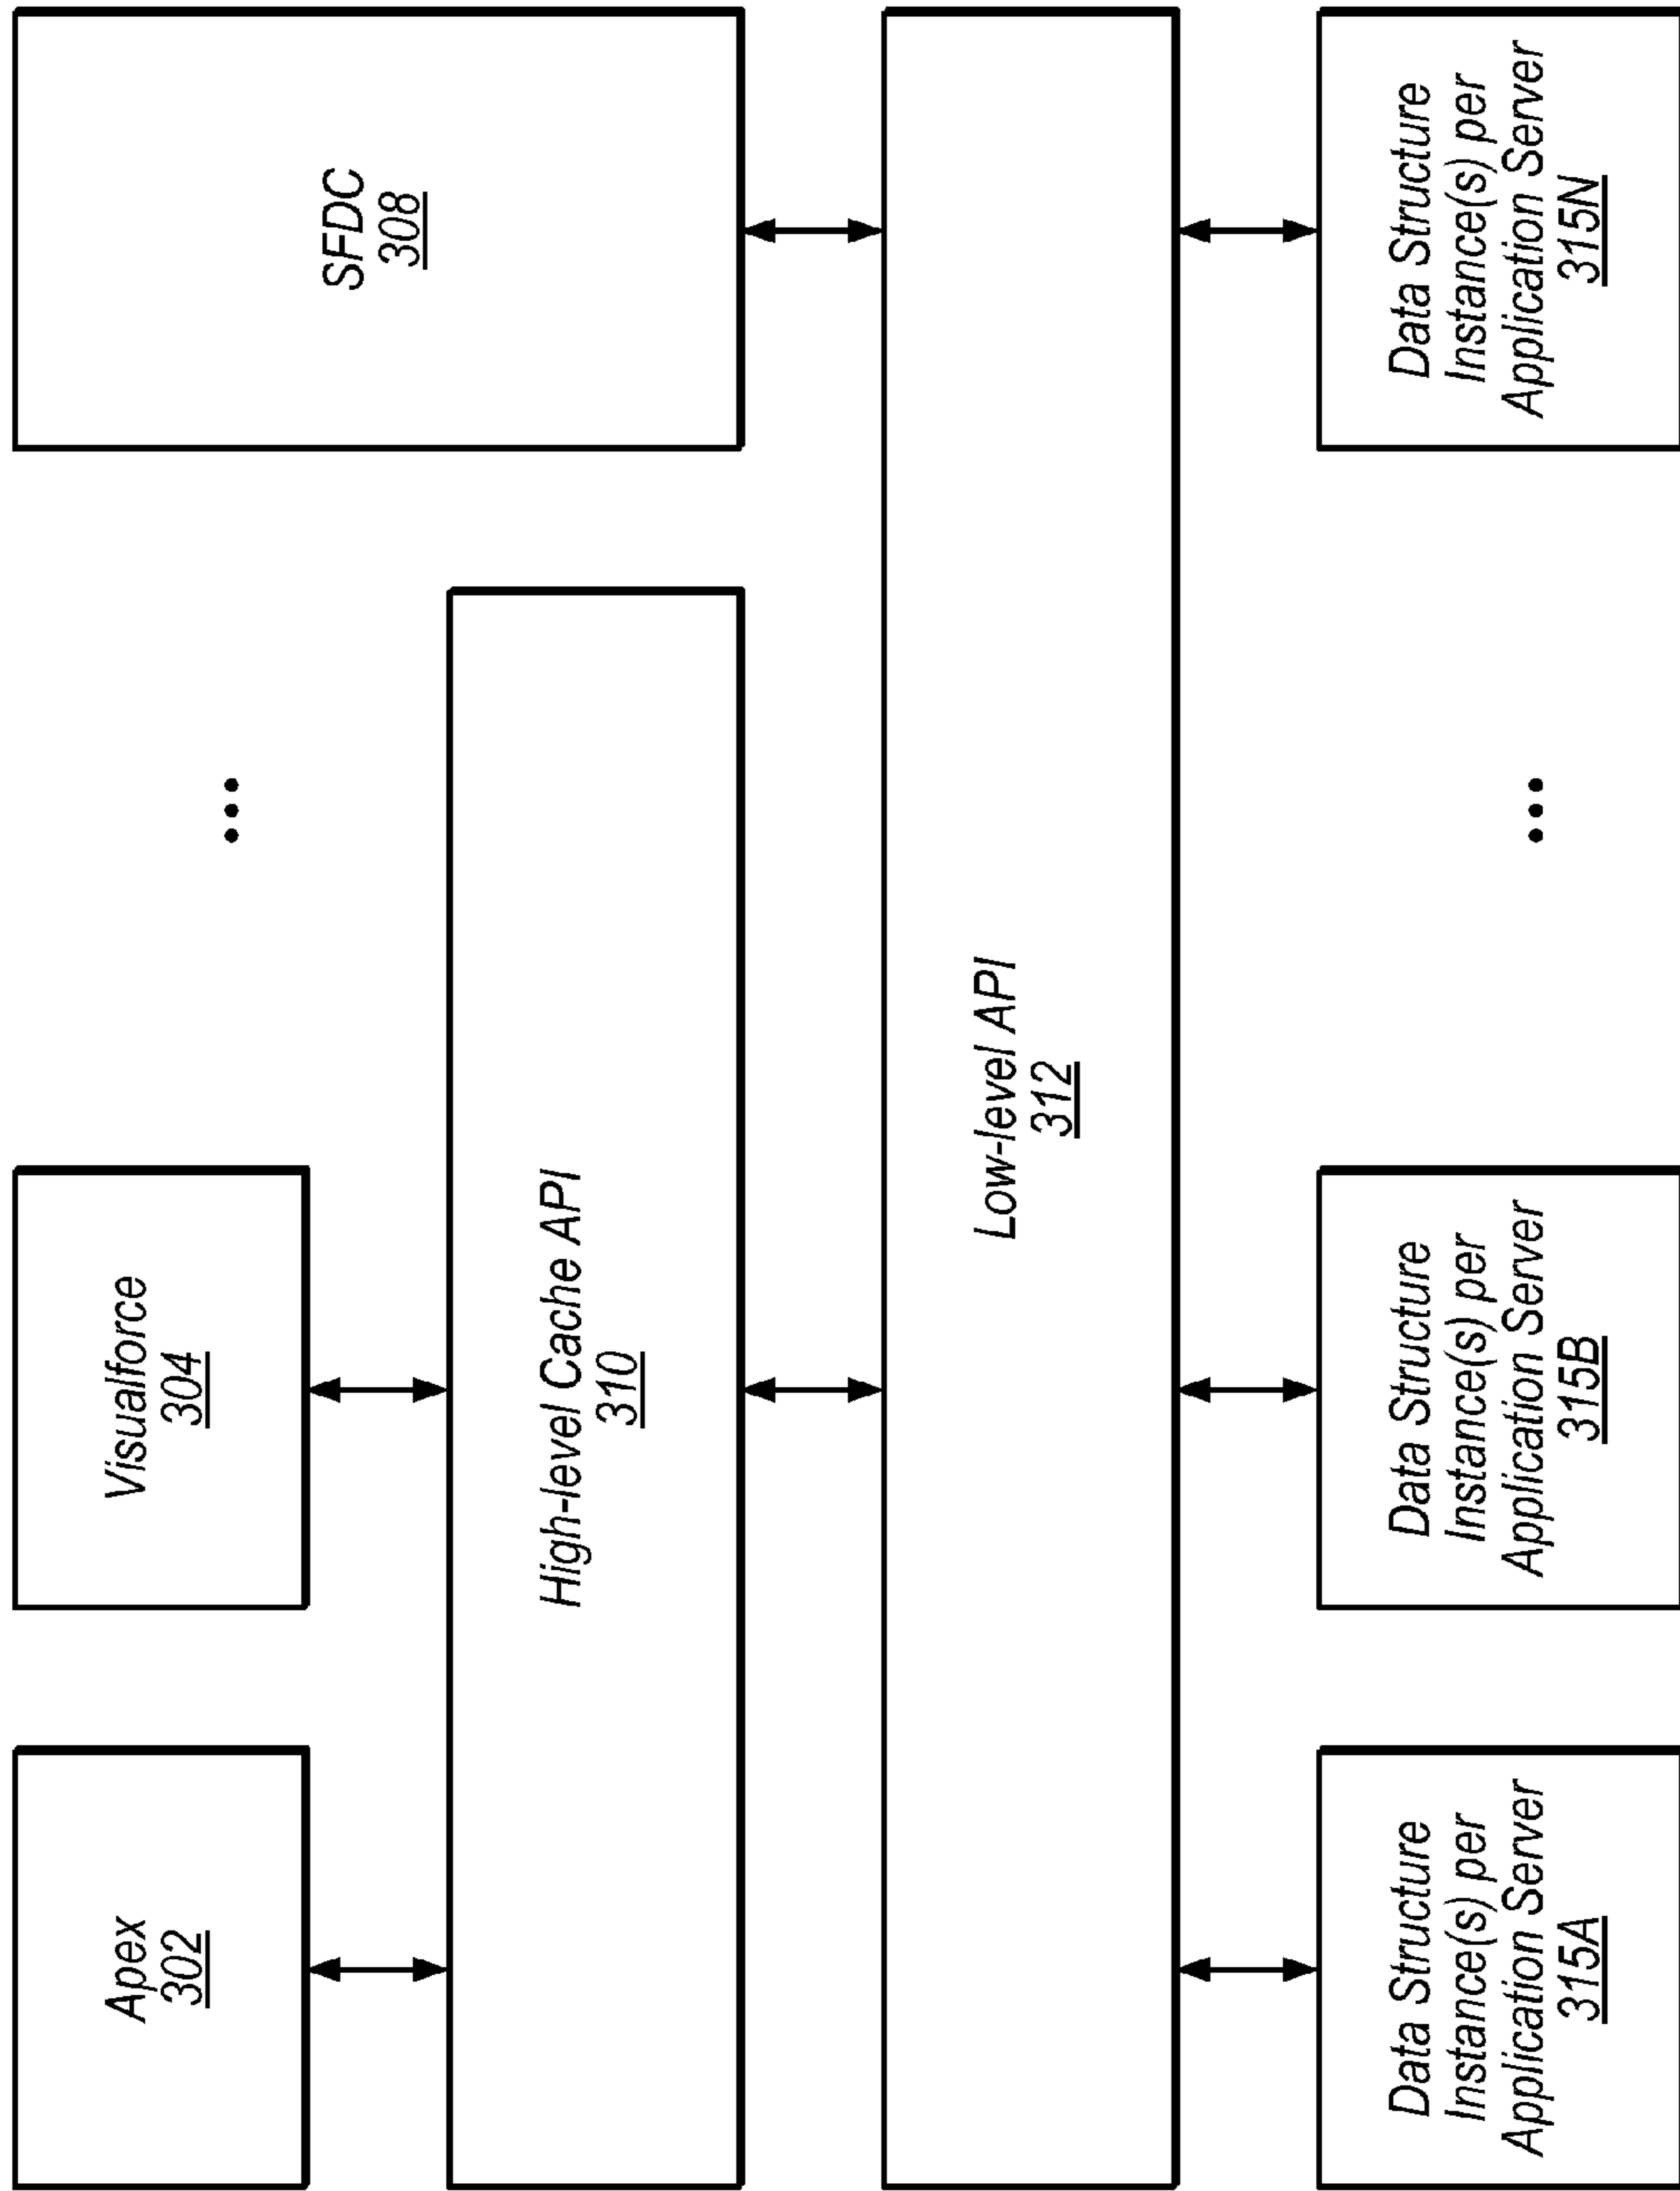 Apex
302
Visualforce
304
...
SFDC
308
High-level Cache API
310
Low-level API
312
Data Structure
Instance(s) per
Application Server
315A
Data Structure
Instance(s) per
Application Server
315B
...
Data Structure
Instance(s) per
Application Server
315N